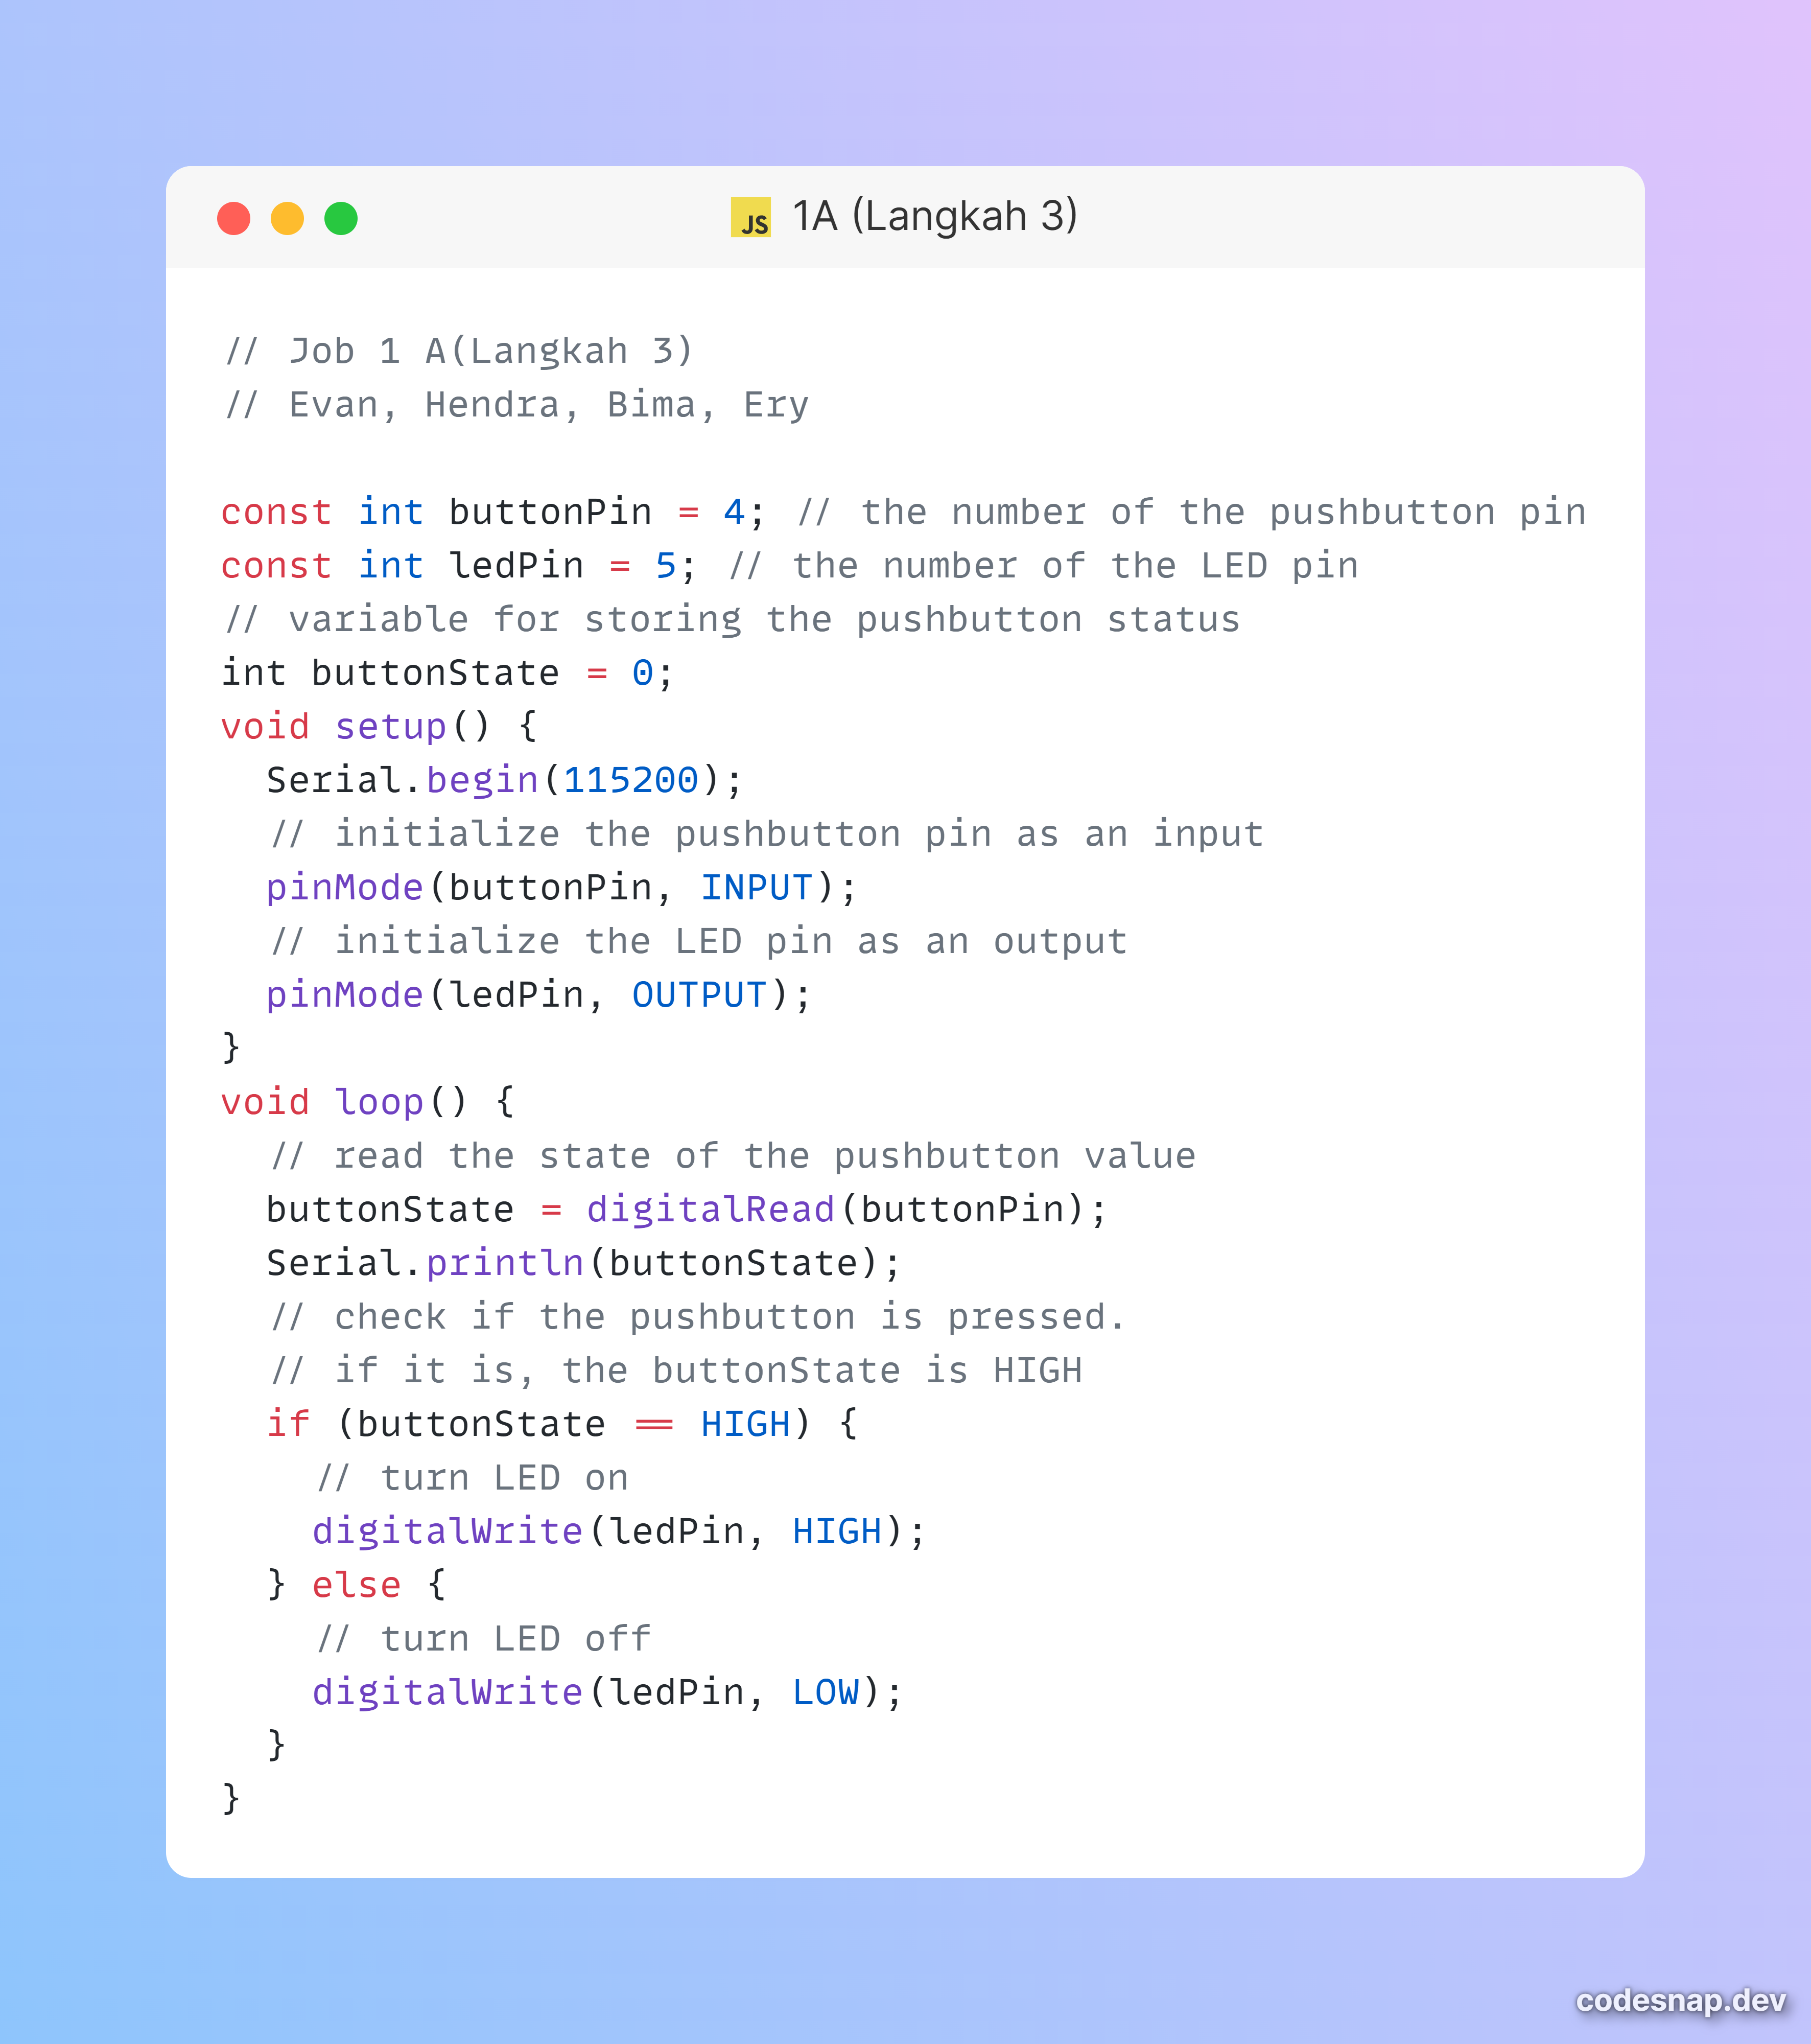 JS 1A (Langkah 3)
// Job 1 A(Langkah 3)
// Evan, Hendra, Bima, Ery

const int buttonPin = 4; // the number of the pushbutton pin
const int ledPin = 5; // the number of the LED pin
// variable for storing the pushbutton status
int buttonState = 0;
void setup() {
  Serial.begin(115200);
  // initialize the pushbutton pin as an input
  pinMode(buttonPin, INPUT);
  // initialize the LED pin as an output
  pinMode(ledPin, OUTPUT);
}
void loop() {
  // read the state of the pushbutton value
  buttonState = digitalRead(buttonPin);
  Serial.println(buttonState);
  // check if the pushbutton is pressed.
  // if it is, the buttonState is HIGH
  if (buttonState == HIGH) {
    // turn LED on
    digitalWrite(ledPin, HIGH);
  } else {
    // turn LED off
    digitalWrite(ledPin, LOW);
  }
}
codesnap.dev